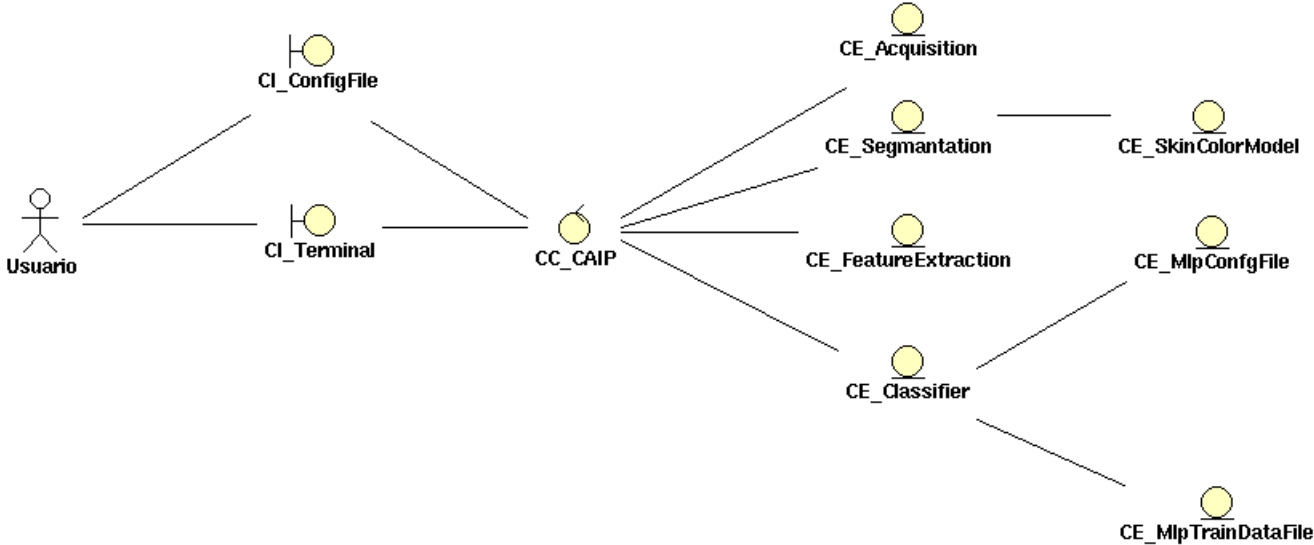 CE_Acquisition
CI_ConfigFile
CE_Segmantation
CE_SkinColorModel
CI_Terminal
CC_CAIP
CE_FeatureExtraction
CE_MlpConfgFile
Usuario
CE_Classifier
CE_MlpTrainDataFile